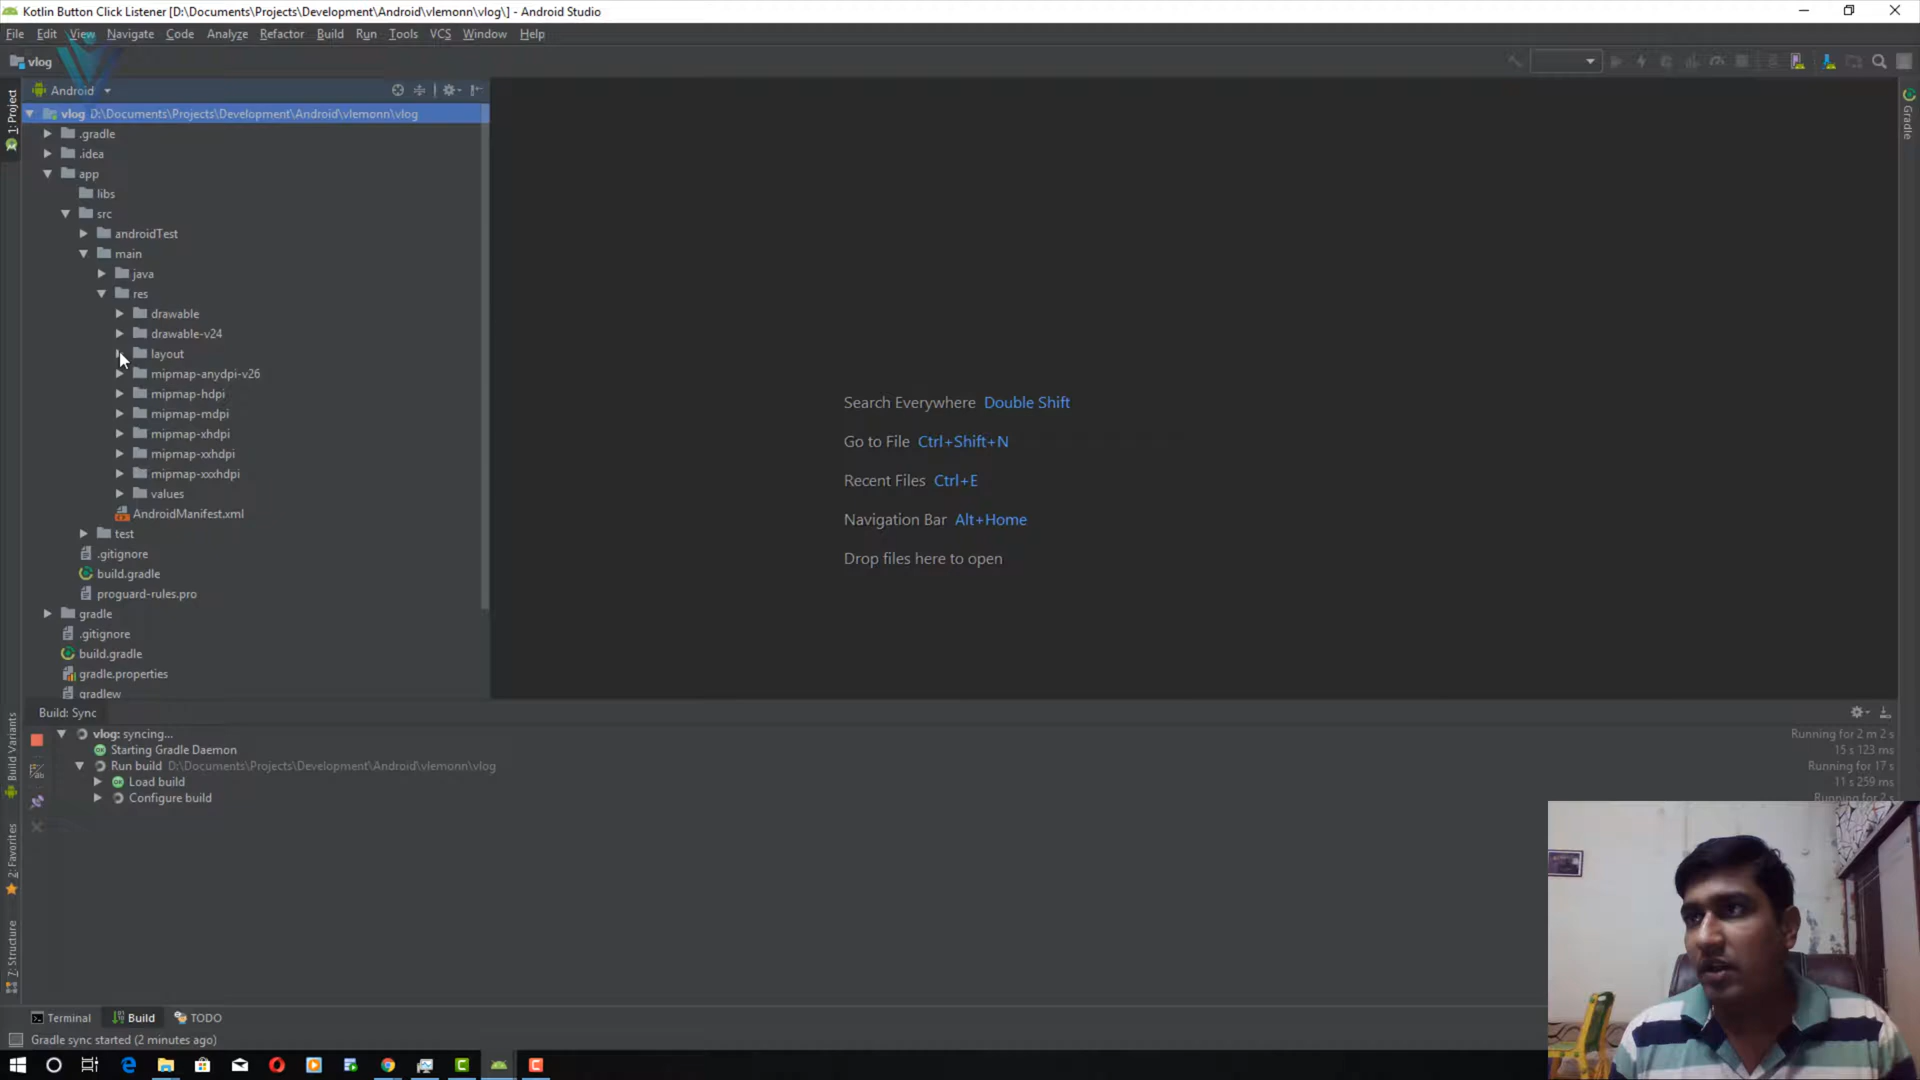 Kotlin Button Click Listener [D:\Documents\Projects\Development\Android\vlemonn\vlog\] - Android Studio
File Edit View Navigate Code Analyze Refactor Build Run Tools VCS Window Help
vlog
Android
1: Project
Gradle
vlog D:\Documents\Projects\Development\Android\vlemonn\vlog
.gradle
.idea
app
libs
src
androidTest
main
java
res
drawable
drawable-v24
layout
mipmap-anydpi-v26
mipmap-hdpi
mipmap-mdpi
mipmap-xhdpi
mipmap-xxhdpi
mipmap-xxxhdpi
values
AndroidManifest.xml
test
.gitignore
build.gradle
proguard-rules.pro
gradle
.gitignore
build.gradle
gradle.properties
gradlew
Search Everywhere Double Shift
Go to File Ctrl+Shift+N
Recent Files Ctrl+E
Navigation Bar Alt+Home
Drop files here to open
Build Variants
2: Favorites
7: Structure
Build: Sync
vlog: syncing... Running for 2 m 2 s
Starting Gradle Daemon 15 s 123 ms
Run build D:\Documents\Projects\Development\Android\vlemonn\vlog Running for 17 s
Load build 11 s 259 ms
Configure build Running for 2 s
Terminal Build TODO
Gradle sync started (2 minutes ago)